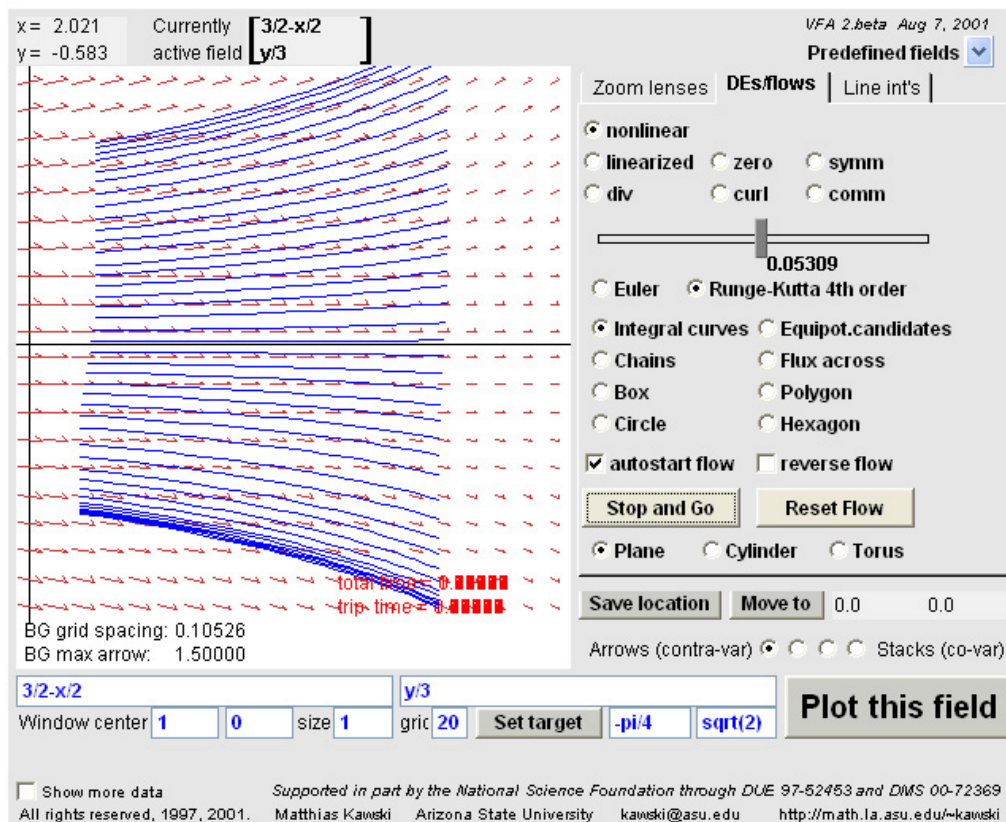 x = 2.021 Currently 3/2-x/2 VFA 2.beta Aug 7, 2001
y = -0.583 active field y/3 Predefined fields
Zoom lenses DEs/flows Line int's
nonlinear
linearized zero symm
div curl comm
0.05309
Euler Runge-Kutta 4th order
Integral curves Equipot.candidates
Chains Flux across
Box Polygon
Circle Hexagon
autostart flow reverse flow
Stop and Go Reset Flow
Plane Cylinder Torus
total time =
trip time =
Save location Move to 0.0 0.0
BG grid spacing: 0.10526
BG max arrow: 1.50000
Arrows (contra-var) Stacks (co-var)
3/2-x/2 y/3
Plot this field
Window center 1 0 size 1 grid 20 Set target -pi/4 sqrt(2)
Show more data Supported in part by the National Science Foundation through DUE 97-52453 and DMS 00-72369
All rights reserved, 1997, 2001. Matthias Kawski Arizona State University kawski@asu.edu http://math.la.asu.edu/~kawski